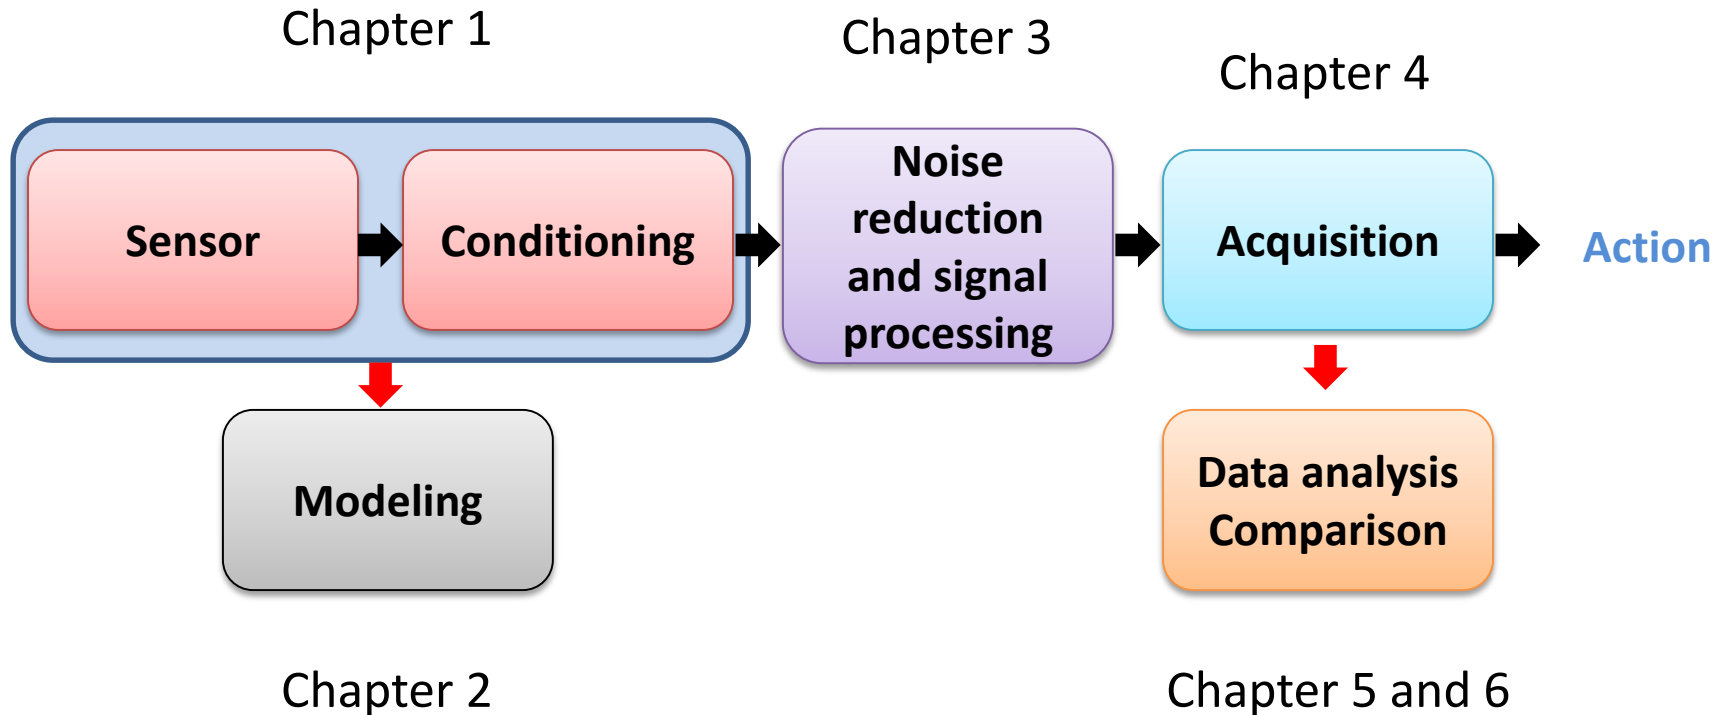 Chapter 1
Chapter 3
Chapter 4
Sensor
Conditioning
Noise
reduction
and signal
processing
Acquisition
Action
Modeling
Data analysis
Comparison
Chapter 2
Chapter 5 and 6